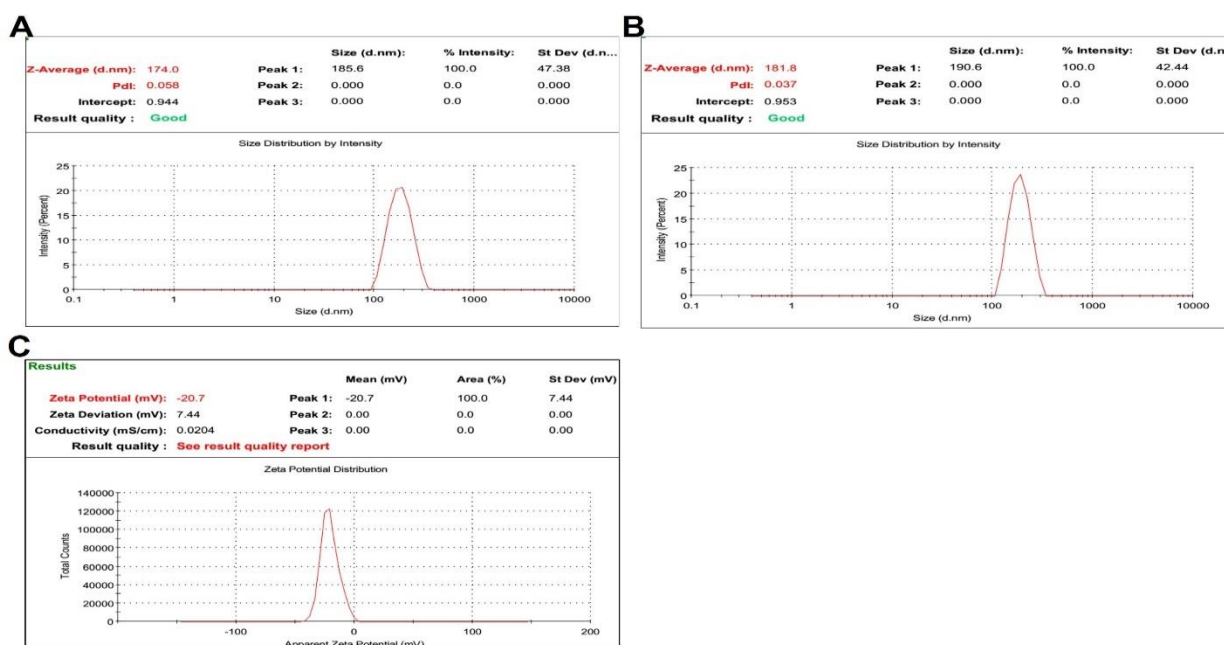 A
Size (d.nm): % Intensity: St Dev (d.n...
Z-Average (d.nm): 174.0 Peak 1: 185.6 100.0 47.38
PdI: 0.058 Peak 2: 0.000 0.0 0.000
Intercept: 0.944 Peak 3: 0.000 0.0 0.000
Result quality : Good
Size Distribution by Intensity
Intensity (Percent)
25
20
15
10
5
0
0.1 1 10 100 1000 10000
Size (d.nm)
B
Size (d.nm): % Intensity: St Dev (d.n
Z-Average (d.nm): 181.8 Peak 1: 190.6 100.0 42.44
PdI: 0.037 Peak 2: 0.000 0.0 0.000
Intercept: 0.953 Peak 3: 0.000 0.0 0.000
Result quality : Good
Size Distribution by Intensity
Intensity (Percent)
25
20
15
10
5
0
0.1 1 10 100 1000 10000
Size (d.nm)
C
Results
Mean (mV) Area (%) St Dev (mV)
Zeta Potential (mV): -20.7 Peak 1: -20.7 100.0 7.44
Zeta Deviation (mV): 7.44 Peak 2: 0.00 0.0 0.00
Conductivity (mS/cm): 0.0204 Peak 3: 0.00 0.0 0.00
Result quality : See result quality report
Zeta Potential Distribution
Total Counts
140000
120000
100000
80000
60000
40000
20000
0
-100 0 100 200
Apparent Zeta Potential (mV)